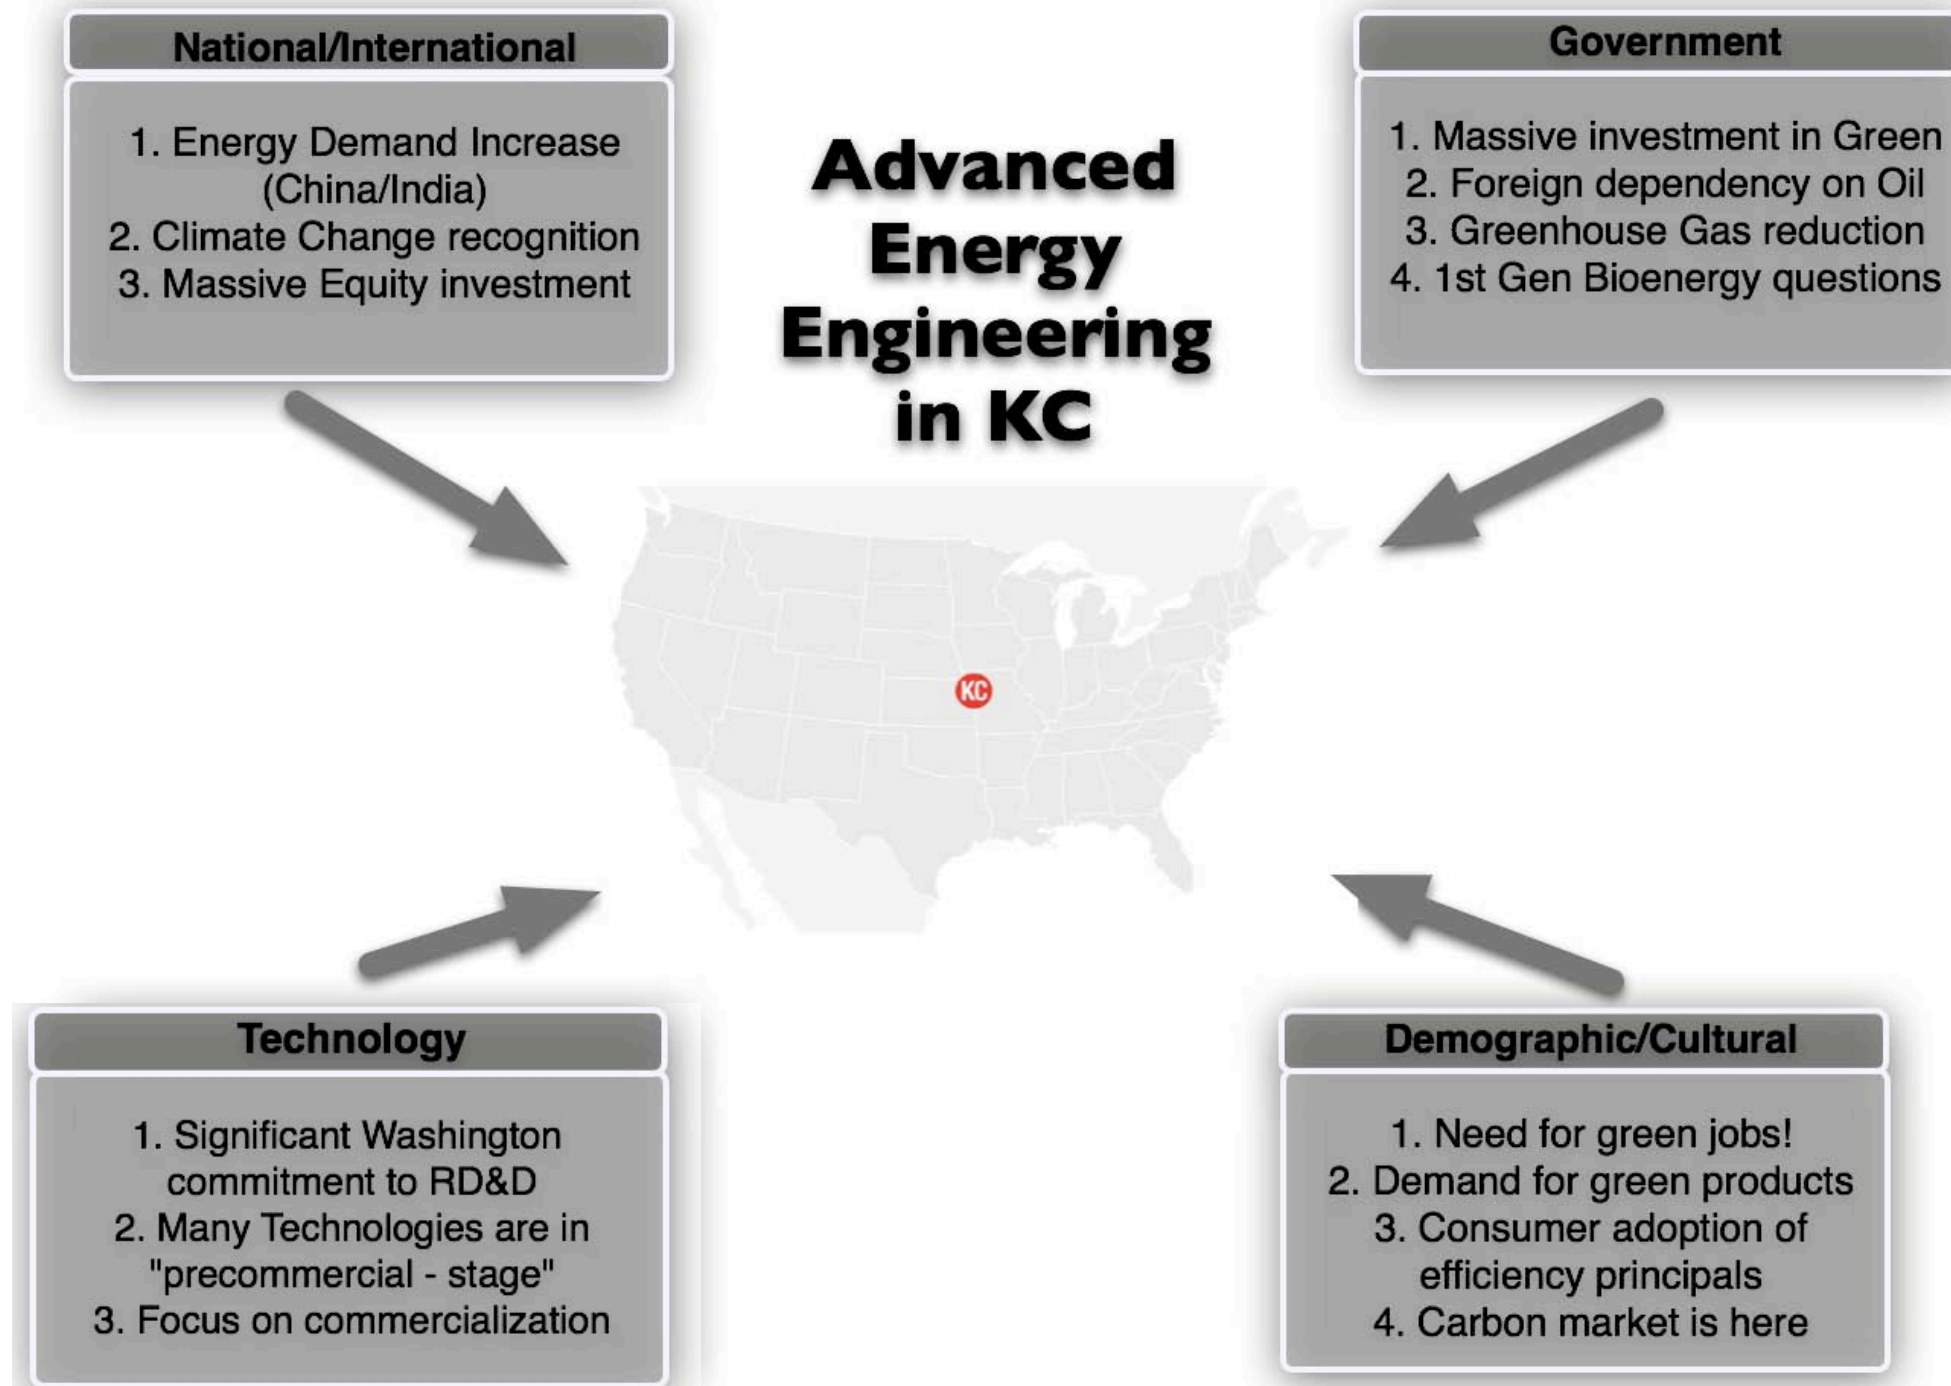 National/International
1. Energy Demand Increase
(China/India)
2. Climate Change recognition
3. Massive Equity investment
Advanced
Energy
Engineering
in KC
Government
1. Massive investment in Green
2. Foreign dependency on Oil
3. Greenhouse Gas reduction
4. 1st Gen Bioenergy questions
KC
Technology
1. Significant Washington
commitment to RD&D
2. Many Technologies are in
"precommercial - stage"
3. Focus on commercialization
Demographic/Cultural
1. Need for green jobs!
2. Demand for green products
3. Consumer adoption of
efficiency principals
4. Carbon market is here